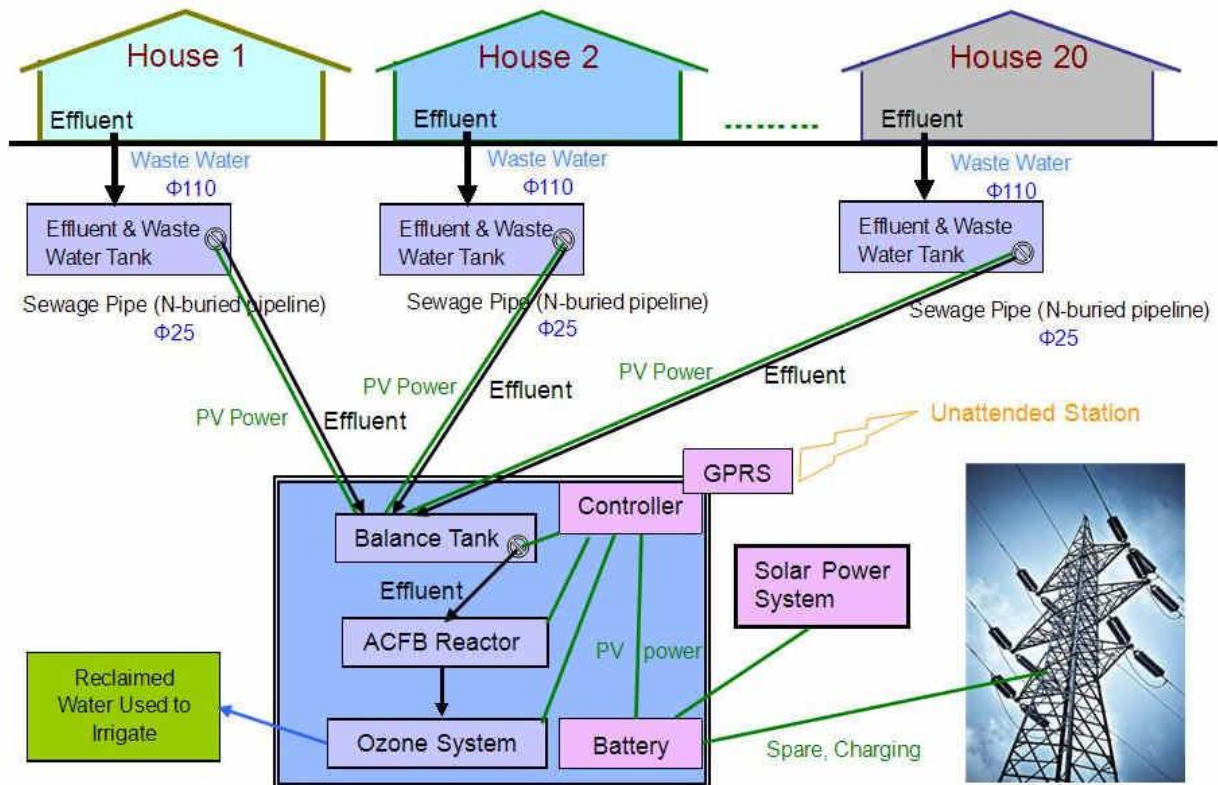 House 1
House 2
House 20
Effluent
Effluent
Effluent
Waste Water
Φ110
Waste Water
Φ110
Waste Water
Φ110
Effluent & Waste
Water Tank
Effluent & Waste
Water Tank
Effluent & Waste
Water Tank
Sewage Pipe (N-buried pipeline)
Φ25
Sewage Pipe (N-buried pipeline)
Φ25
Sewage Pipe (N-buried pipeline)
Φ25
PV Power
Effluent
PV Power
Effluent
PV Power
Effluent
Unattended Station
GPRS
Controller
Balance Tank
Effluent
Solar Power
System
ACFB Reactor
PV power
Reclaimed
Water Used to
Irrigate
Ozone System
Battery
Spare, Charging